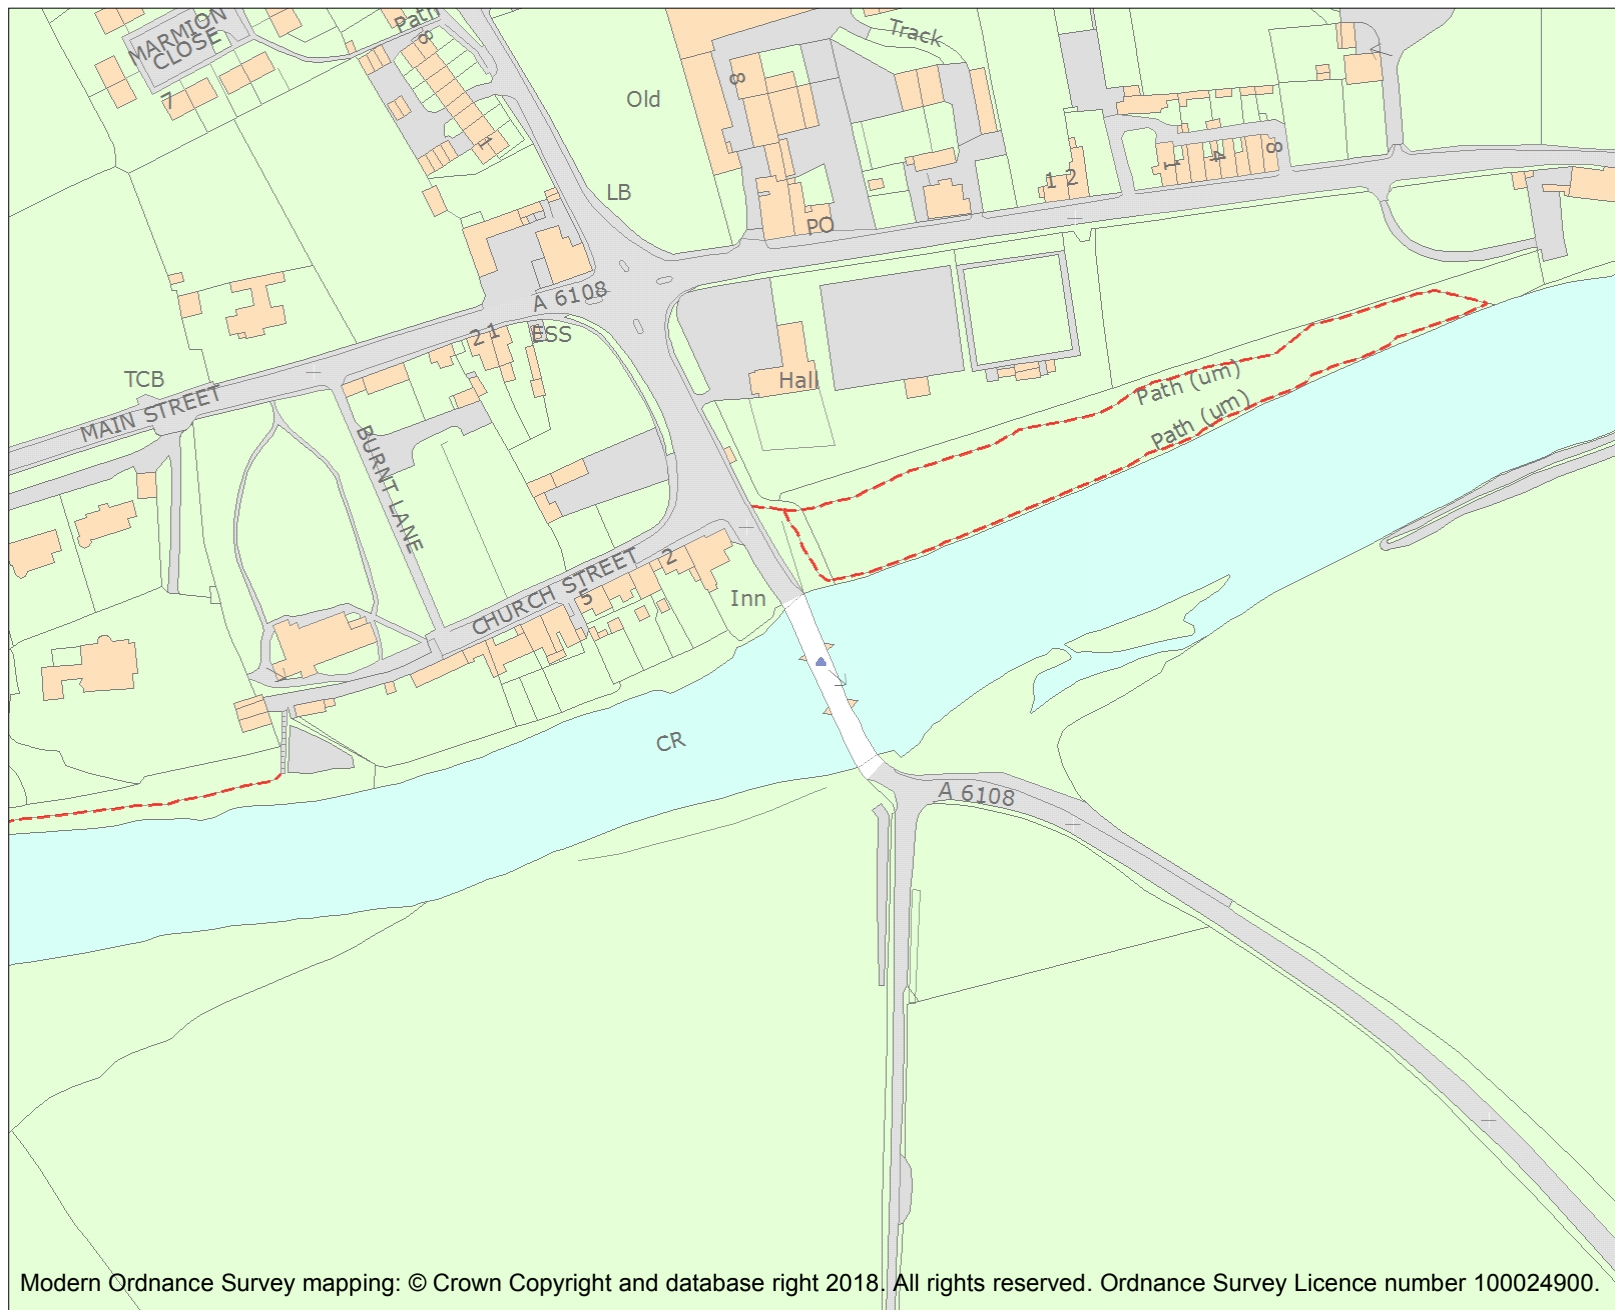 MARMION
CLOSE
Path
8
7
1
Old
8
Track
LB
PO
1 2
1
4
8
A 6108
2 1
ESS
TCB
MAIN STREET
Hall
Path (um)
Path (um)
BURNT LANE
CHURCH STREET
2
5
Inn
CR
A 6108
Modern Ordnance Survey mapping: © Crown Copyright and database right 2018. All rights reserved. Ordnance Survey Licence number 100024900.